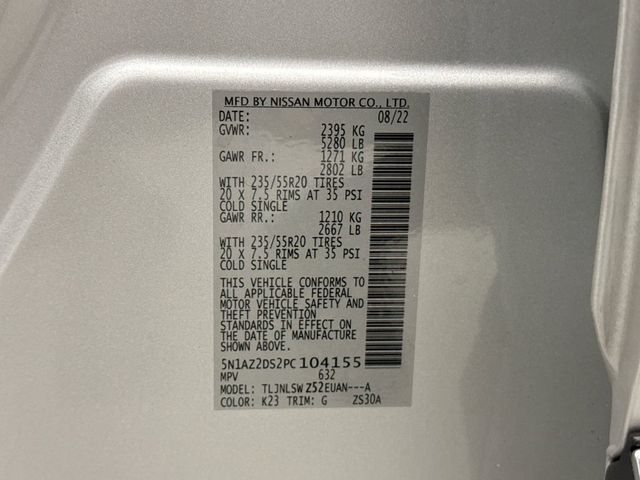 MFD BY NISSAN MOTOR CO., LTD.
DATE: 08/22
GVWR: 2395 KG
5280 LB
GAWR FR.: 1271 KG
2802 LB
WITH 235/55R20 TIRES
20 X 7.5 RIMS AT 35 PSI
COLD SINGLE
GAWR RR.: 1210 KG
2667 LB
WITH 235/55R20 TIRES
20 X 7.5 RIMS AT 35 PSI
COLD SINGLE
THIS VEHICLE CONFORMS TO
ALL APPLICABLE FEDERAL
MOTOR VEHICLE SAFETY AND
THEFT PREVENTION
STANDARDS IN EFFECT ON
THE DATE OF MANUFACTURE
SHOWN ABOVE.
5N1AZ2DS2PC104155
MPV 632
MODEL: TLJNLSW Z52EUAN---A
COLOR: K23 TRIM: G ZS30A